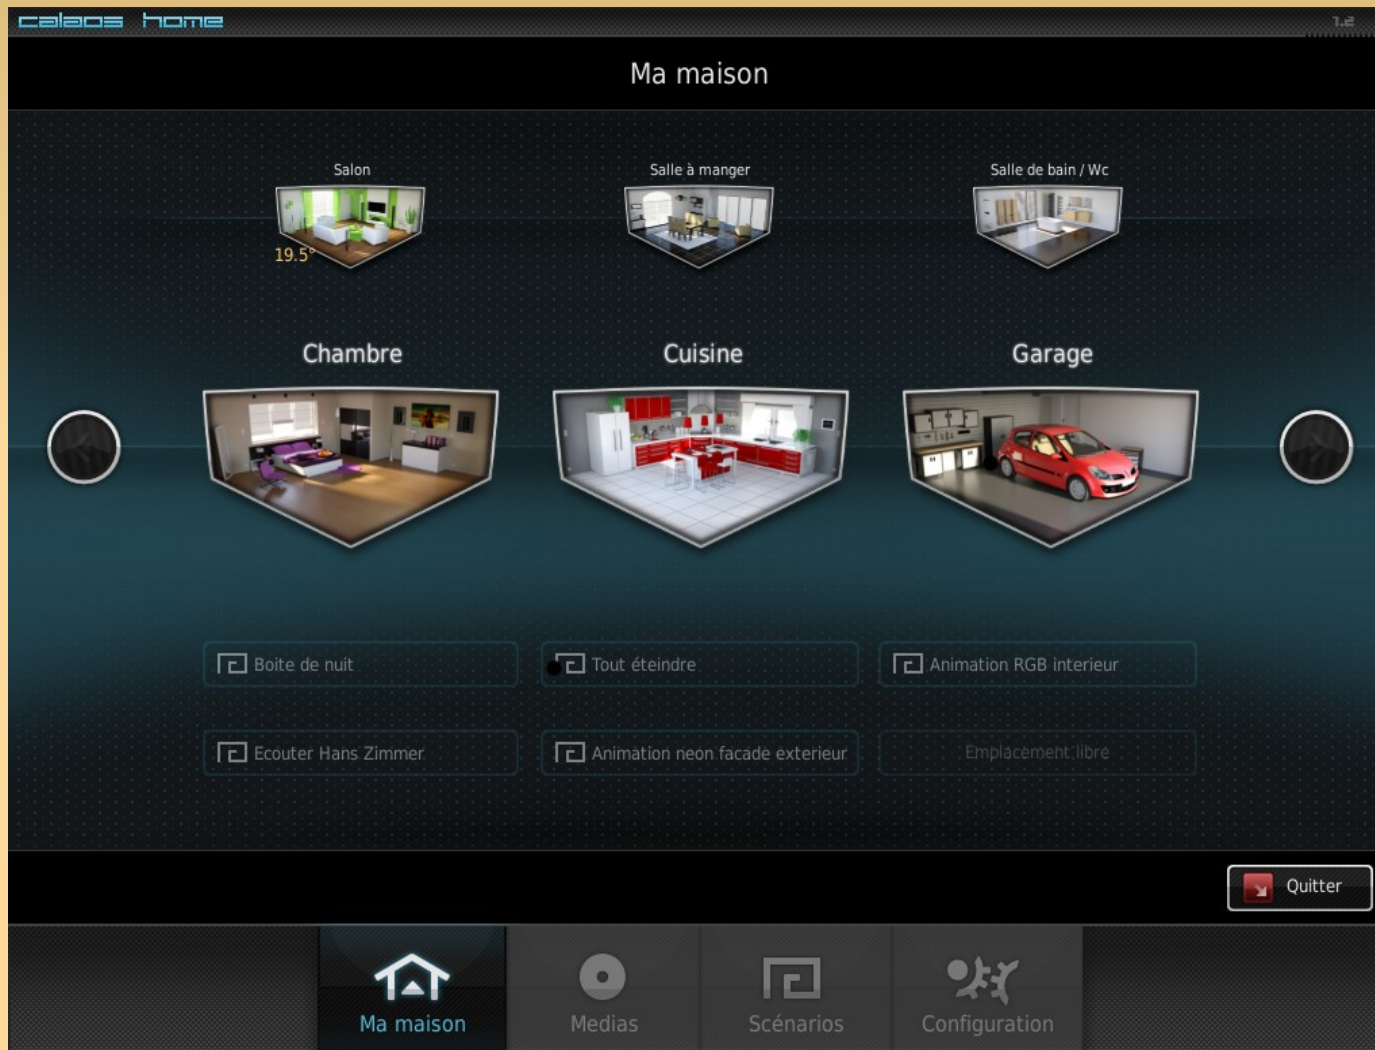 calaos home
1.2
Ma maison
Salon
Salle à manger
Salle de bain / Wc
19.5°
Chambre
Cuisine
Garage
Boite de nuit
Tout éteindre
Animation RGB interieur
Ecouter Hans Zimmer
Animation neon facade exterieur
Emplacement libre
Quitter
Ma maison
Medias
Scénarios
Configuration